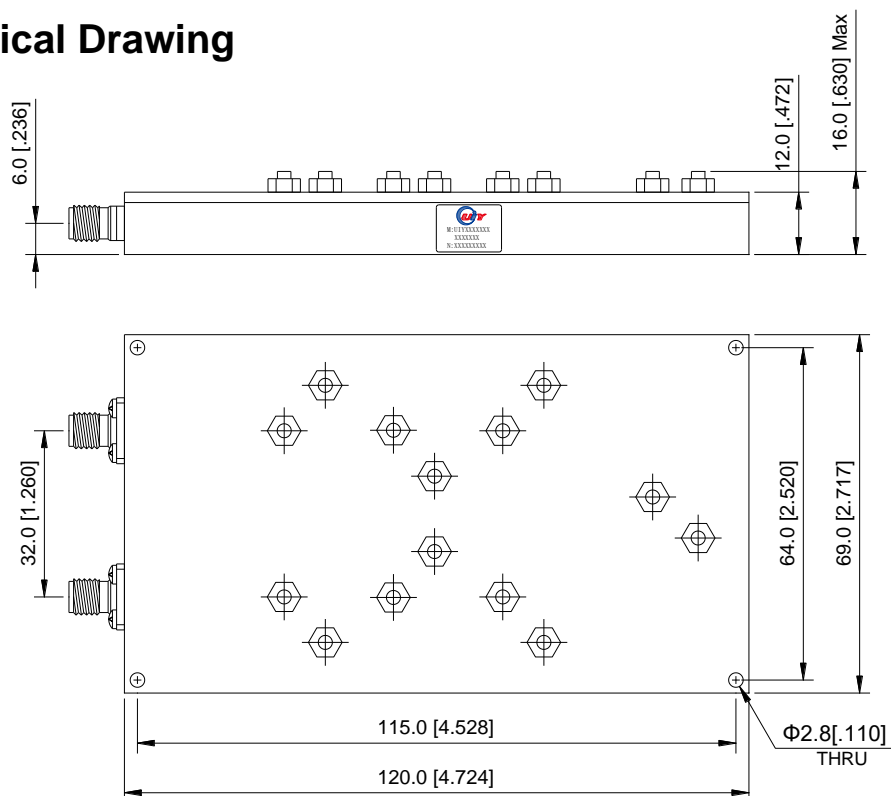 ical Drawing
16.0 [.630] Max
12.0 [.472]
6.0 [.236]
UIY
M:UIYXXXXXXX
XXXXXXX
N:XXXXXXXXX
32.0 [1.260]
64.0 [2.520]
69.0 [2.717]
115.0 [4.528]
Φ2.8[.110]
THRU
120.0 [4.724]